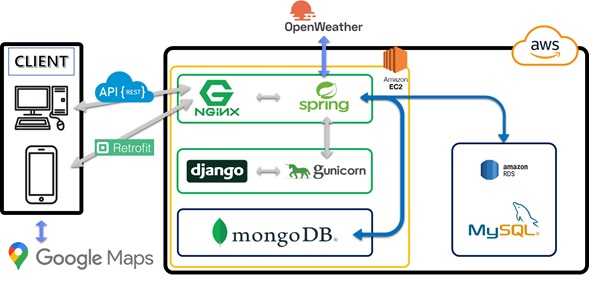 OpenWeather
aws
CLIENT
API {REST}
Amazon
EC2
NGiNX
spring
Retrofit
django
gunicorn
amazon
RDS
mongoDB®
MySQL®
Google Maps